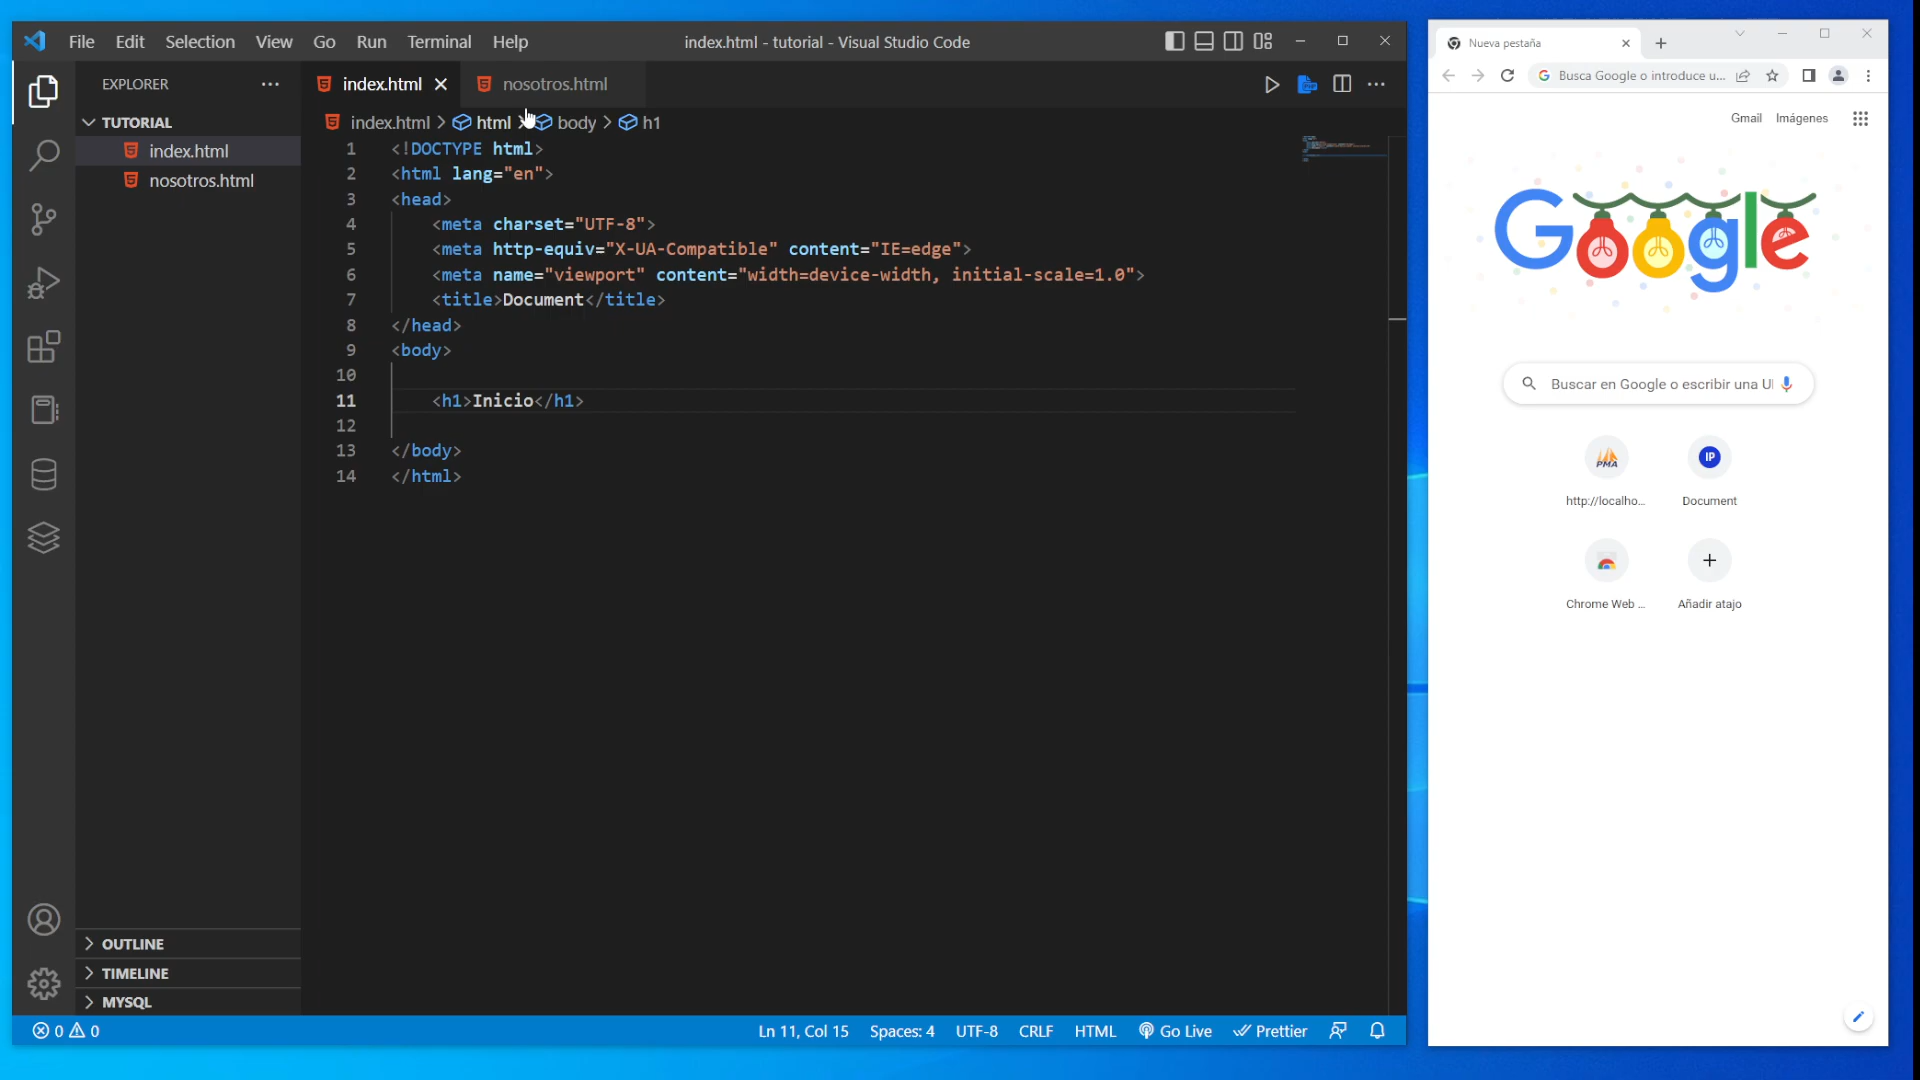 File Edit Selection View Go Run Terminal Help
index.html - tutorial - Visual Studio Code
EXPLORER
TUTORIAL
index.html
nosotros.html
OUTLINE
TIMELINE
MYSQL
index.html
nosotros.html
index.html > html > body > h1
1 <!DOCTYPE html>
2 <html lang="en">
3 <head>
4 <meta charset="UTF-8">
5 <meta http-equiv="X-UA-Compatible" content="IE=edge">
6 <meta name="viewport" content="width=device-width, initial-scale=1.0">
7 <title>Document</title>
8 </head>
9 <body>
10
11 <h1>Inicio</h1>
12
13 </body>
14 </html>
0 0
Ln 11, Col 15 Spaces: 4 UTF-8 CRLF HTML Go Live Prettier
Nueva pestaña
Busca Google o introduce u...
Gmail Imágenes
Google
Buscar en Google o escribir una U
PMA
IP
http://localho... Document
Chrome Web ... Añadir atajo